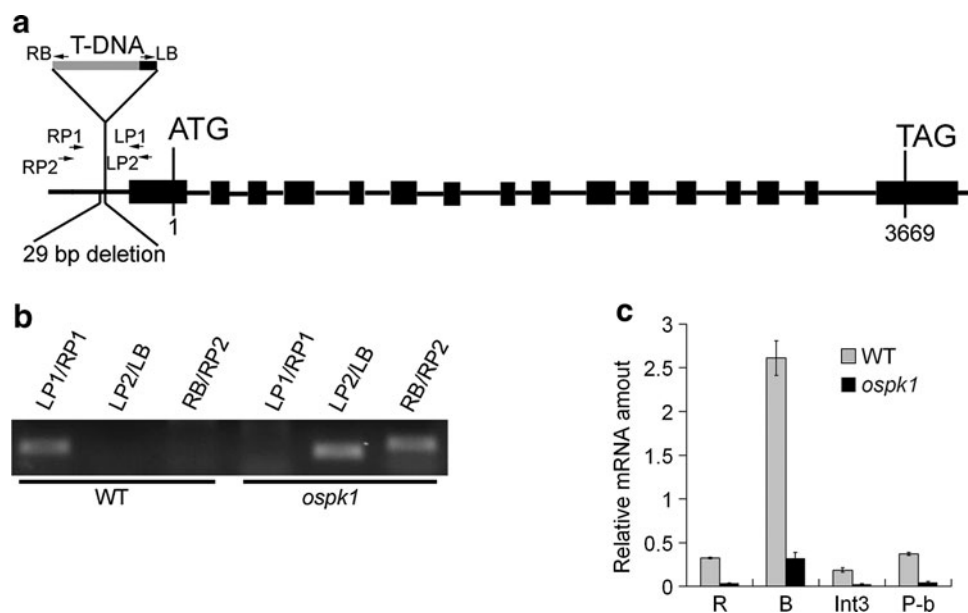 a
T-DNA
RB
LB
RP1
RP2
LP1
LP2
ATG
TAG
1
3669
29 bp deletion
b
LP1/RP1
LP2/LB
RB/RP2
LP1/RP1
LP2/LB
RB/RP2
WT
ospk1
c
Relative mRNA amout
3
2.5
2
1.5
1
0.5
0
WT
ospk1
R
B
Int3
P-b